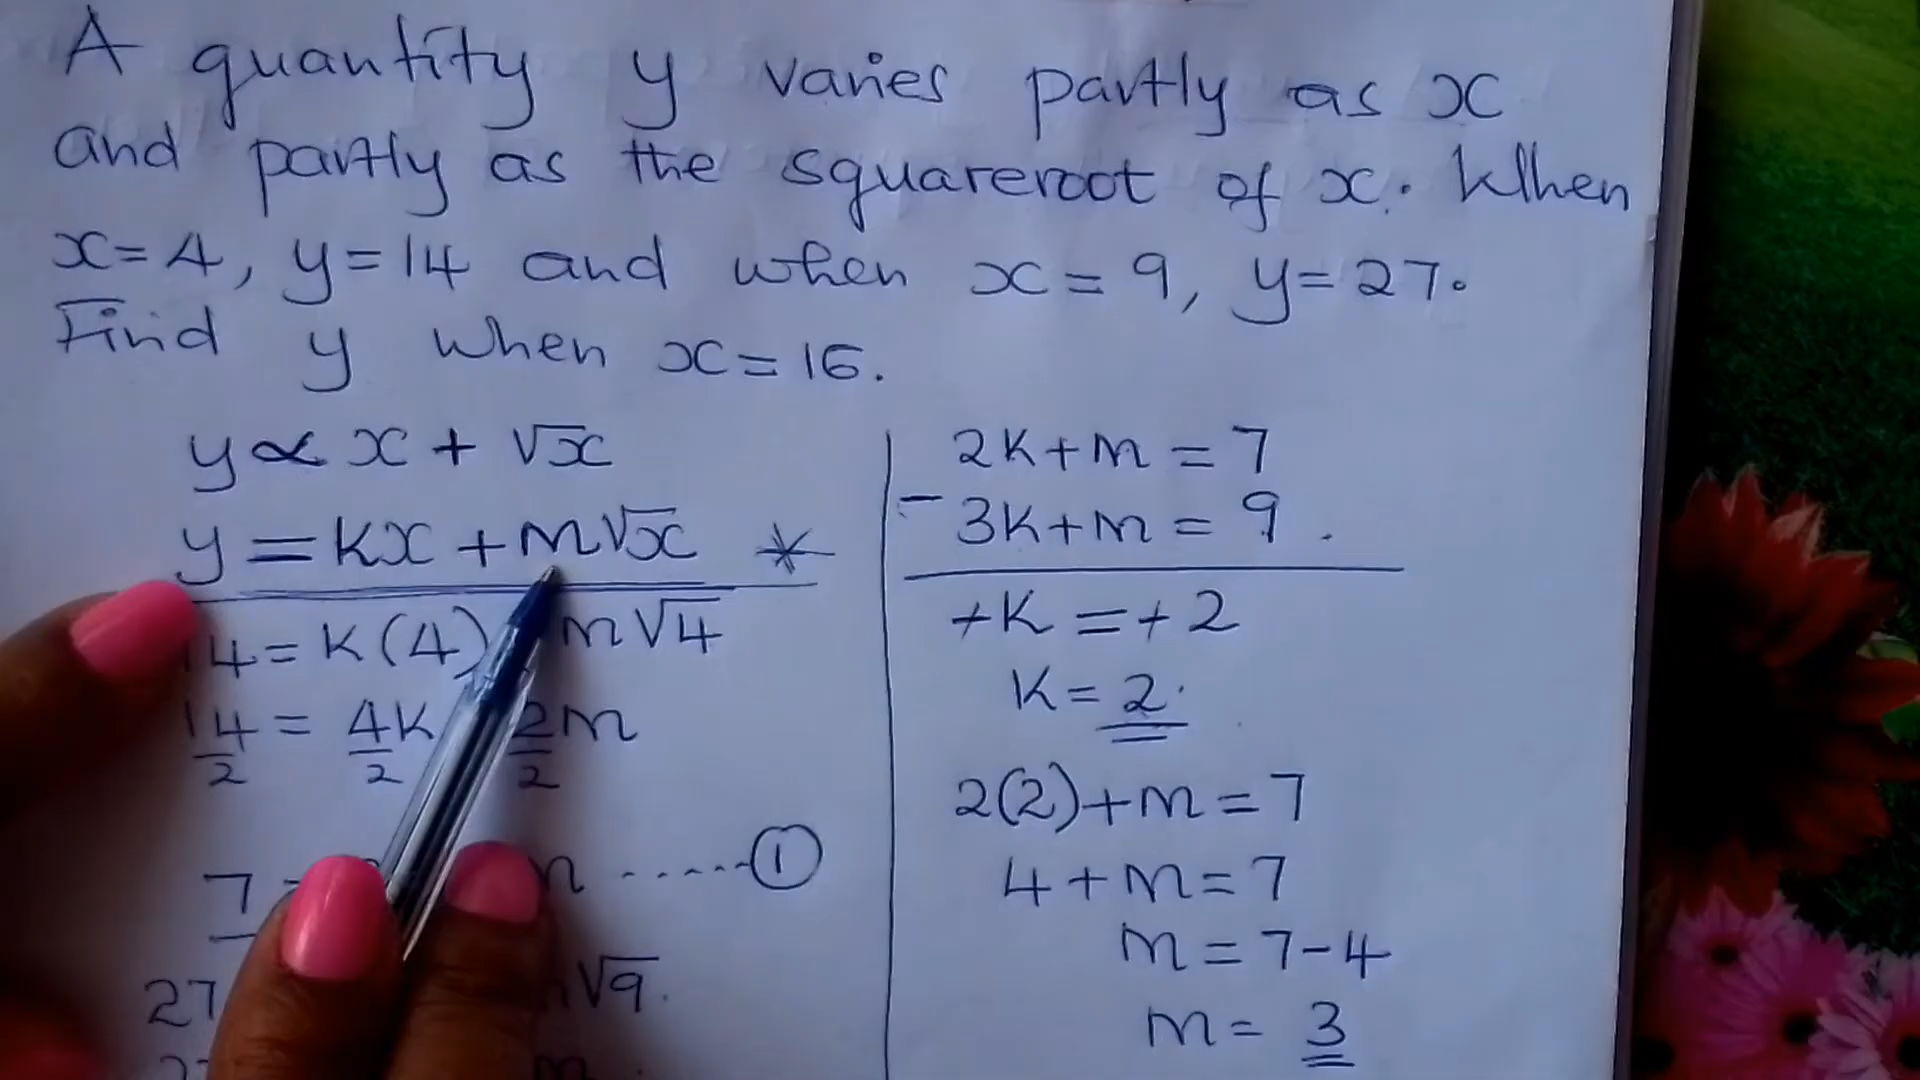 A quantity y varies partly as x
and partly as the squareroot of x. When
x=4, y=14 and when x=9, y=27.
Find y when x=16.
y∝ x + √x
y = kx + m√x *
14 = k(4) m√4
14/2 = 4k/2 2m/2
7 = m .....①
27 √9.
27 m.
2k+m = 7
- 3k+m = 9.
+k = +2
k = 2.
2(2)+m = 7
4+m = 7
m = 7-4
m = 3